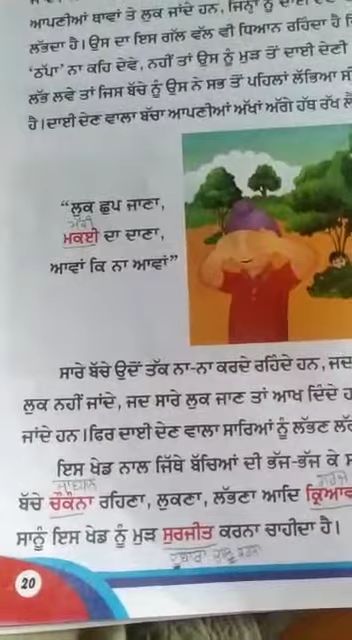 ਆਪਣੀਆਂ ਥਾਵਾਂ ਤੇ ਲੁਕ ਜਾਂਦੇ ਹਨ, ਜਿਨ੍ਹਾਂ ਨੂੰ
ਲੱਭਦਾ ਹੈ। ਉਸ ਦਾ ਇਸ ਗੱਲ ਵੱਲ ਵੀ ਧਿਆਨ ਰਹਿੰਦਾ ਹੈ
'ਠੱਪਾ' ਨਾ ਕਹਿ ਦੇਵੇ, ਨਹੀਂ ਤਾਂ ਉਸ ਨੂੰ ਮੁੜ ਤੋਂ ਦਾਈ ਦੇਣੀ
ਲੱਭ ਲਵੇ ਤਾਂ ਜਿਸ ਬੱਚੇ ਨੂੰ ਉਸ ਨੇ ਸਭ ਤੋਂ ਪਹਿਲਾਂ ਲੱਭਿਆ
ਹੈ। ਦਾਈ ਦੇਣ ਵਾਲਾ ਬੱਚਾ ਆਪਣੀਆਂ ਅੱਖਾਂ ਅੱਗੇ ਹੱਥ ਰੱਖ
"ਲੁਕ ਛੁਪ ਜਾਣਾ,
ਮਕਈ ਦਾ ਦਾਣਾ,
ਆਵਾਂ ਕਿ ਨਾ ਆਵਾਂ"
ਸਾਰੇ ਬੱਚੇ ਉਦੋਂ ਤੱਕ ਨਾ-ਨਾ ਕਰਦੇ ਰਹਿੰਦੇ ਹਨ, ਜਦ
ਲੁਕ ਨਹੀਂ ਜਾਂਦੇ, ਜਦ ਸਾਰੇ ਲੁਕ ਜਾਣ ਤਾਂ ਆਖ ਦਿੰਦੇ
ਜਾਂਦੇ ਹਨ। ਫਿਰ ਦਾਈ ਦੇਣ ਵਾਲਾ ਸਾਰਿਆਂ ਨੂੰ ਲੱਭਣ
ਇਸ ਖੇਡ ਨਾਲ ਜਿੱਥੇ ਬੱਚਿਆਂ ਦੀ ਭੱਜ-ਭੱਜ ਕੇ
ਬੱਚੇ ਚੌਕੰਨਾ ਰਹਿਣਾ, ਲੁਕਣਾ, ਲੱਭਣਾ ਆਦਿ
ਸਾਨੂੰ ਇਸ ਖੇਡ ਨੂੰ ਮੁੜ ਸੁਰਜੀਤ ਕਰਨਾ ਚਾਹੀਦਾ ਹੈ।
20